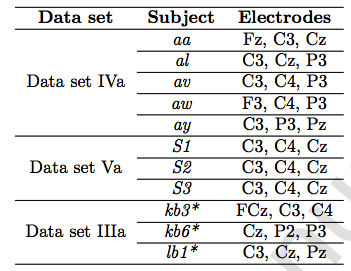 Data set Subject Electrodes
aa Fz, C3, Cz
al C3, Cz, P3
Data set IVa av C3, C4, P3
aw F3, C4, P3
ay C3, P3, Pz
S1 C3, C4, Cz
Data set Va S2 C3, C4, Cz
S3 C3, C4, Cz
kb3* FCz, C3, C4
Data set IIIa kb6* Cz, P2, P3
lb1* C3, Cz, Pz